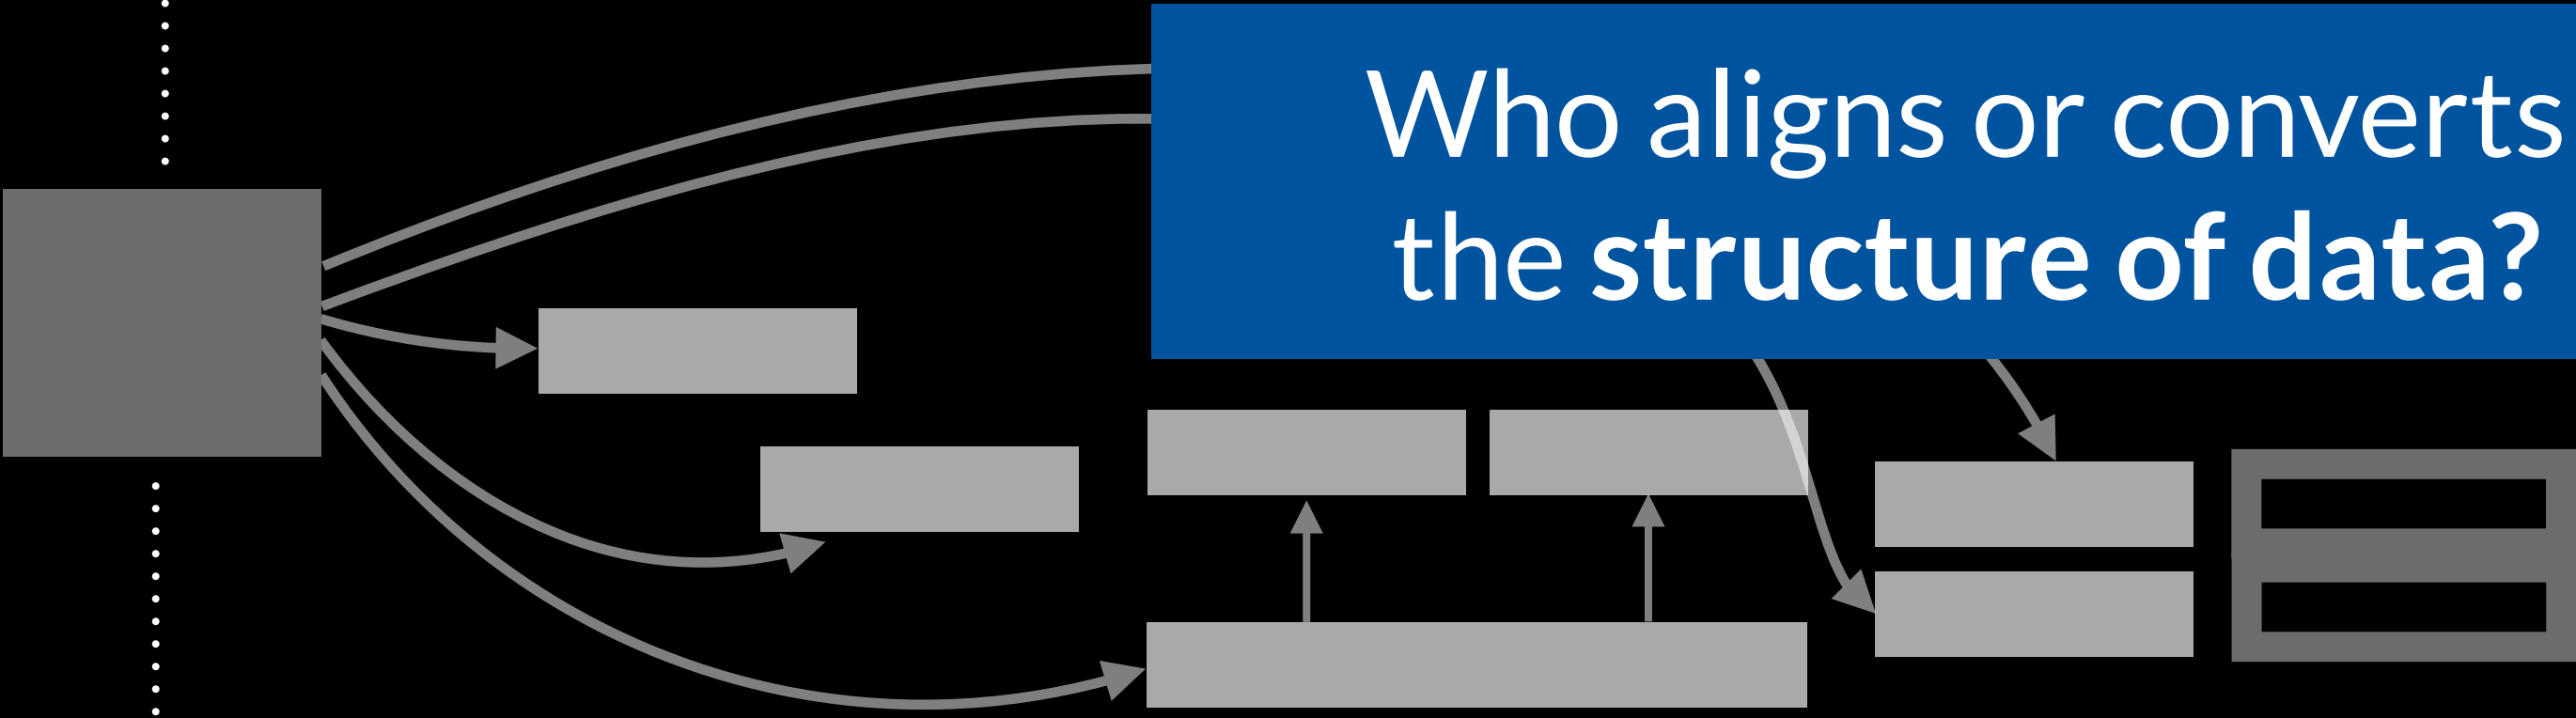 Who aligns or converts
the structure of data?